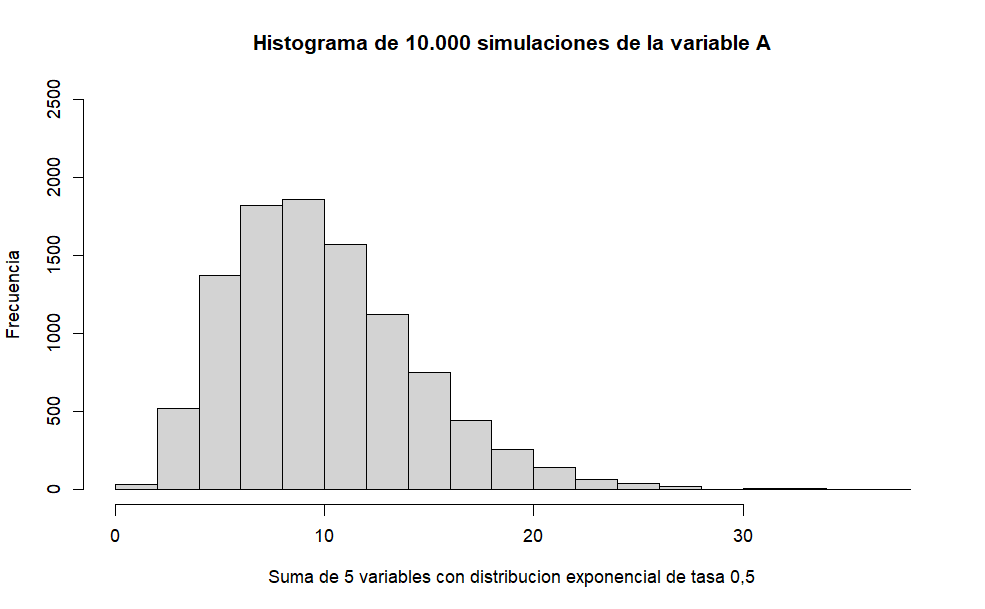 Histograma de 10.000 simulaciones de la variable A
Frecuencia
2500
2000
1500
1000
500
0
0 10 20 30
Suma de 5 variables con distribucion exponencial de tasa 0,5